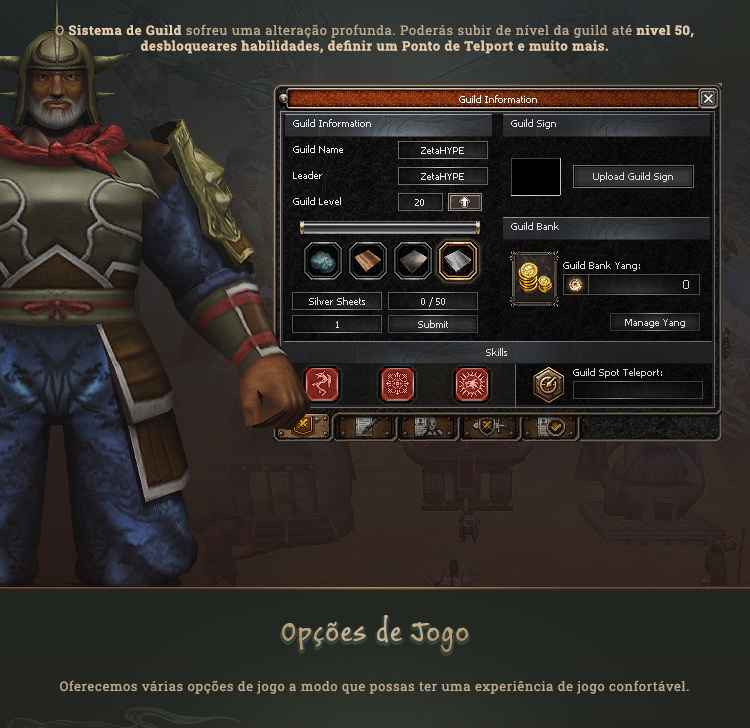 O Sistema de Guild sofreu uma alteração profunda. Poderás subir de nível da guild até nivel 50,
desbloqueares habilidades, definir um Ponto de Telport e muito mais.
Guild Information
Guild Information
Guild Name
ZetaHYPE
Leader
ZetaHYPE
Guild Level
20
Silver Sheets
0 / 50
1
Submit
Guild Sign
Upload Guild Sign
Guild Bank
Guild Bank Yang:
0
Manage Yang
Skills
Guild Spot Teleport:
Opções de Jogo
Oferecemos várias opções de jogo a modo que possas ter uma experiência de jogo confortável.